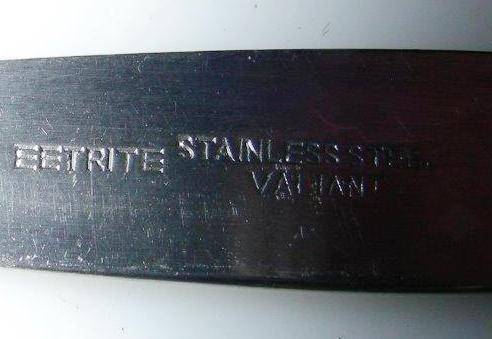 EETRITE STAINLESS STEEL
VALIANT